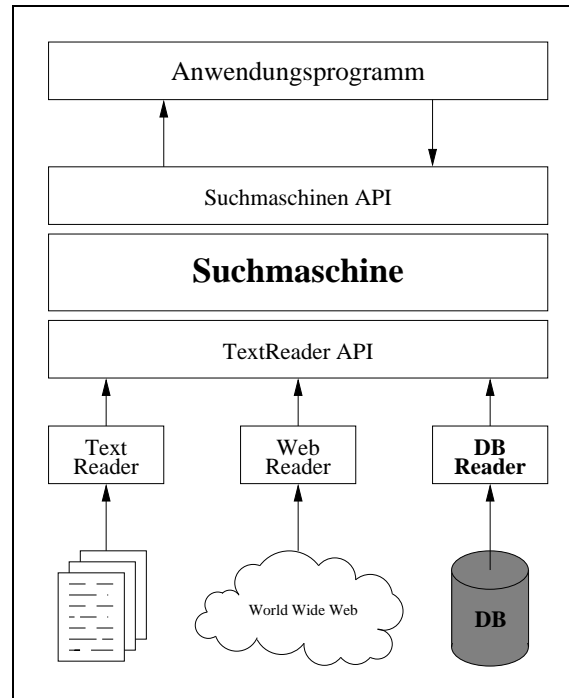 Anwendungsprogramm
Suchmaschinen API
Suchmaschine
TextReader API
Text
Reader
Web
Reader
DB
Reader
World Wide Web
DB